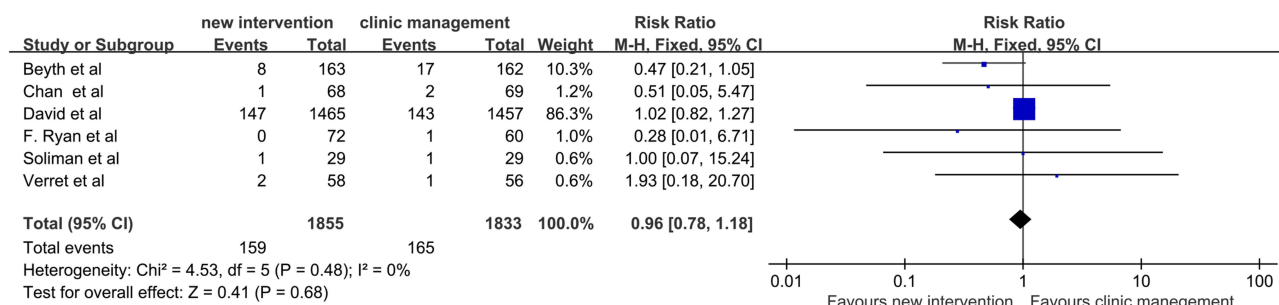 new intervention clinic management Risk Ratio Risk Ratio
Study or Subgroup Events Total Events Total Weight M-H, Fixed, 95% CI M-H, Fixed, 95% CI
Beyth et al 8 163 17 162 10.3% 0.47 [0.21, 1.05]
Chan et al 1 68 2 69 1.2% 0.51 [0.05, 5.47]
David et al 147 1465 143 1457 86.3% 1.02 [0.82, 1.27]
F. Ryan et al 0 72 1 60 1.0% 0.28 [0.01, 6.71]
Soliman et al 1 29 1 29 0.6% 1.00 [0.07, 15.24]
Verret et al 2 58 1 56 0.6% 1.93 [0.18, 20.70]
Total (95% CI) 1855 1833 100.0% 0.96 [0.78, 1.18]
Total events 159 165
Heterogeneity: Chi² = 4.53, df = 5 (P = 0.48); I² = 0%
Test for overall effect: Z = 0.41 (P = 0.68)
0.01 0.1 1 10 100
Favours new intervention Favours clinic manegement